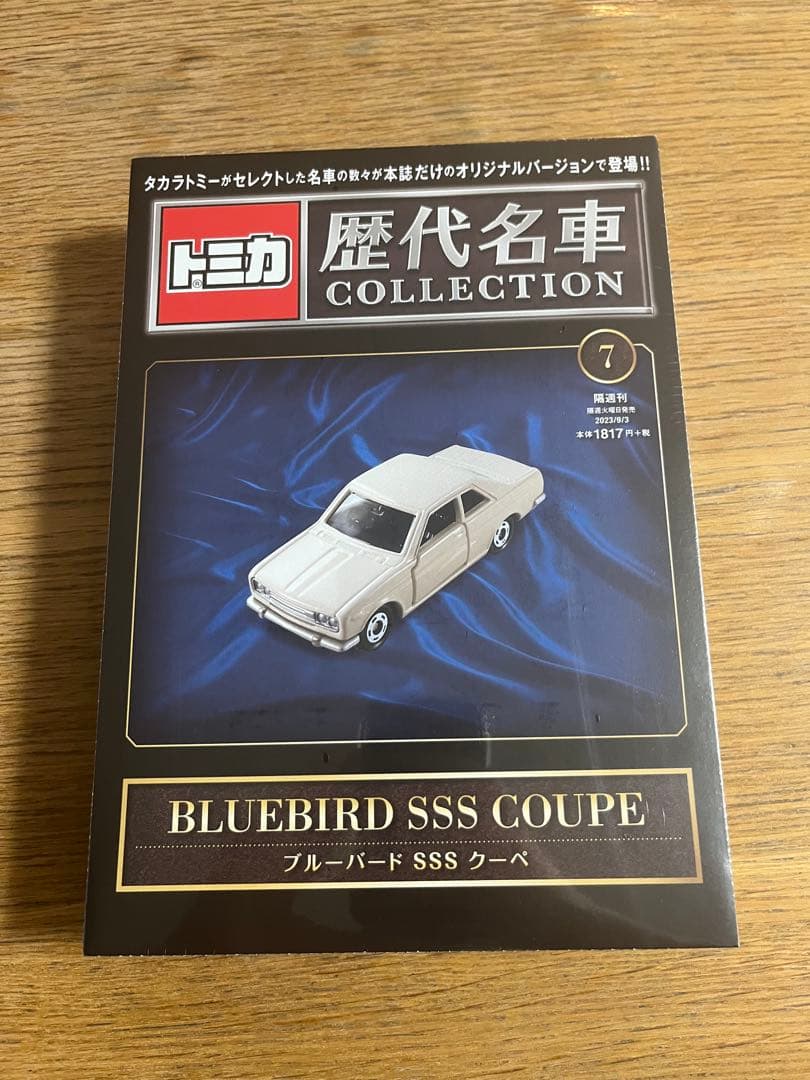 タカラトミーがセレクトした名車の数々が本誌だけのオリジナルバージョンで登場!!
トミカ®
歴代名車
COLLECTION
7
隔週刊
隔週火曜日発売
2023/9/3
本体1817円+税
BLUEBIRD SSS COUPE
ブルーバード SSS クーペ